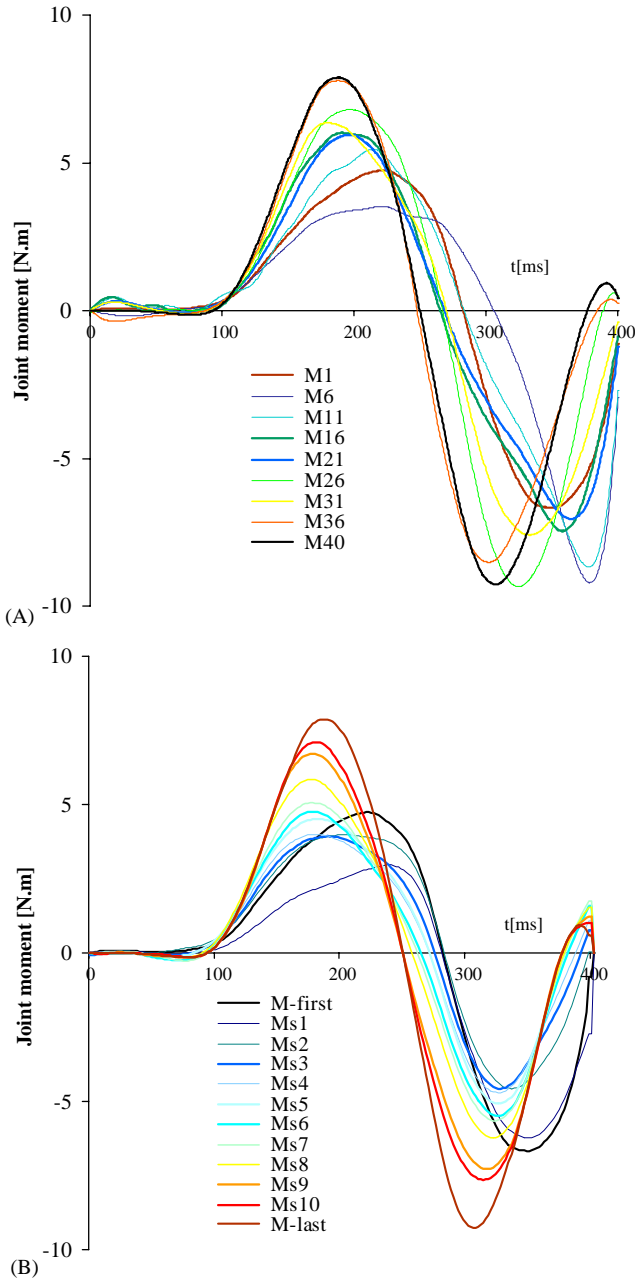 10
5
0
-5
-10
Joint moment [N.m]
t[ms]
0
100
200
300
400
M1
M6
M11
M16
M21
M26
M31
M36
M40
(A)
10
5
0
-5
-10
Joint moment [N.m]
t[ms]
0
100
200
300
400
M-first
Ms1
Ms2
Ms3
Ms4
Ms5
Ms6
Ms7
Ms8
Ms9
Ms10
M-last
(B)